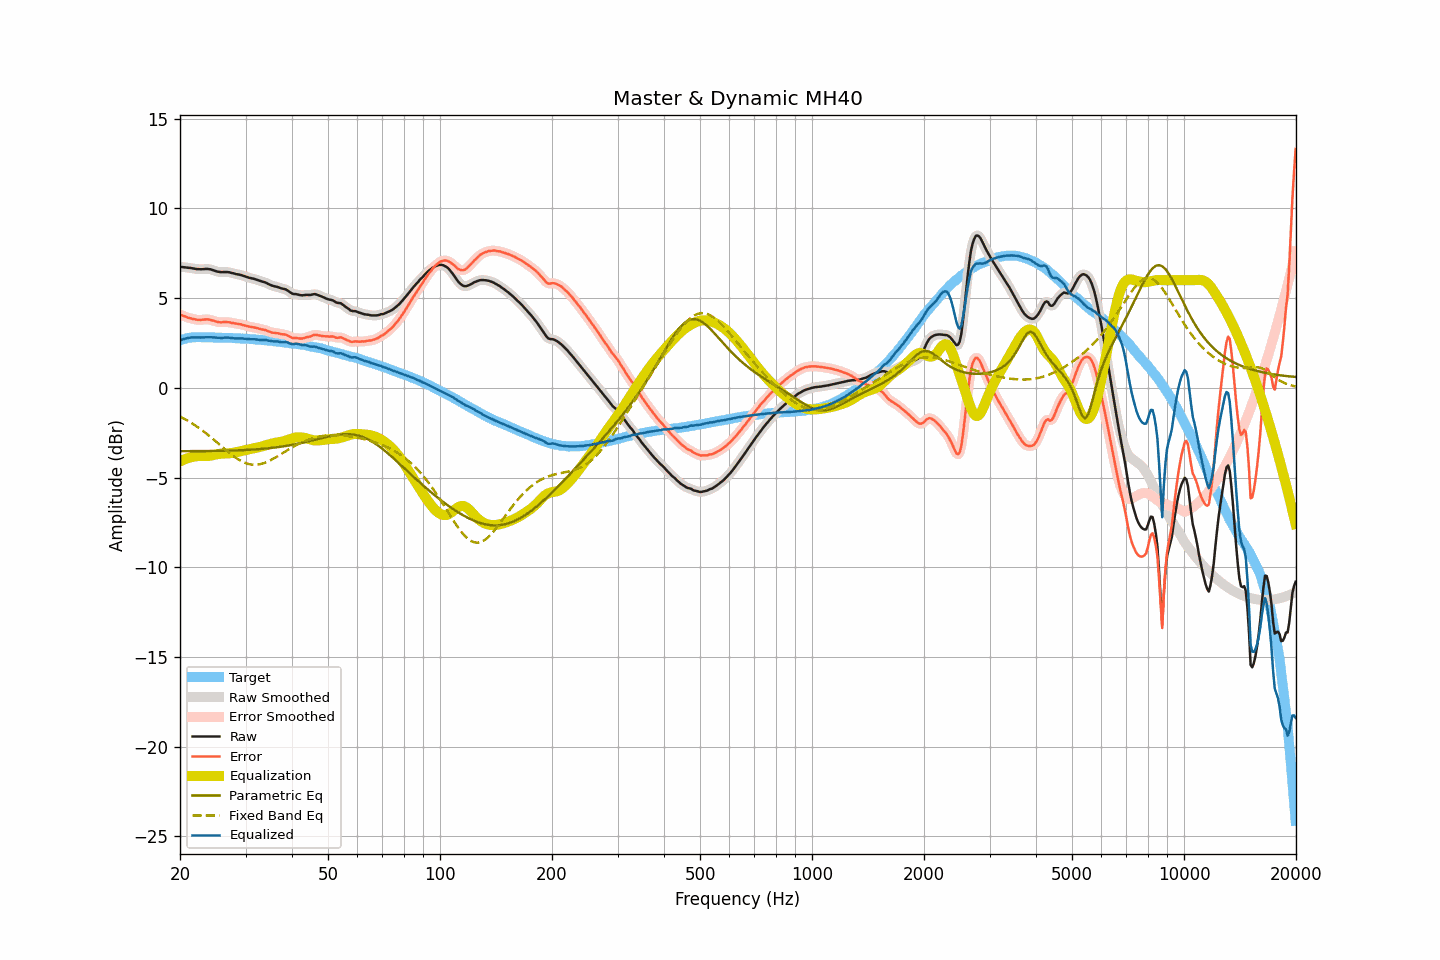 Master & Dynamic MH40
Amplitude (dBr)
15
10
5
0
−5
−10
−15
−20
−25
Target
Raw Smoothed
Error Smoothed
Raw
Error
Equalization
Parametric Eq
Fixed Band Eq
Equalized
20 50 100 200 500 1000 2000 5000 10000 20000
Frequency (Hz)